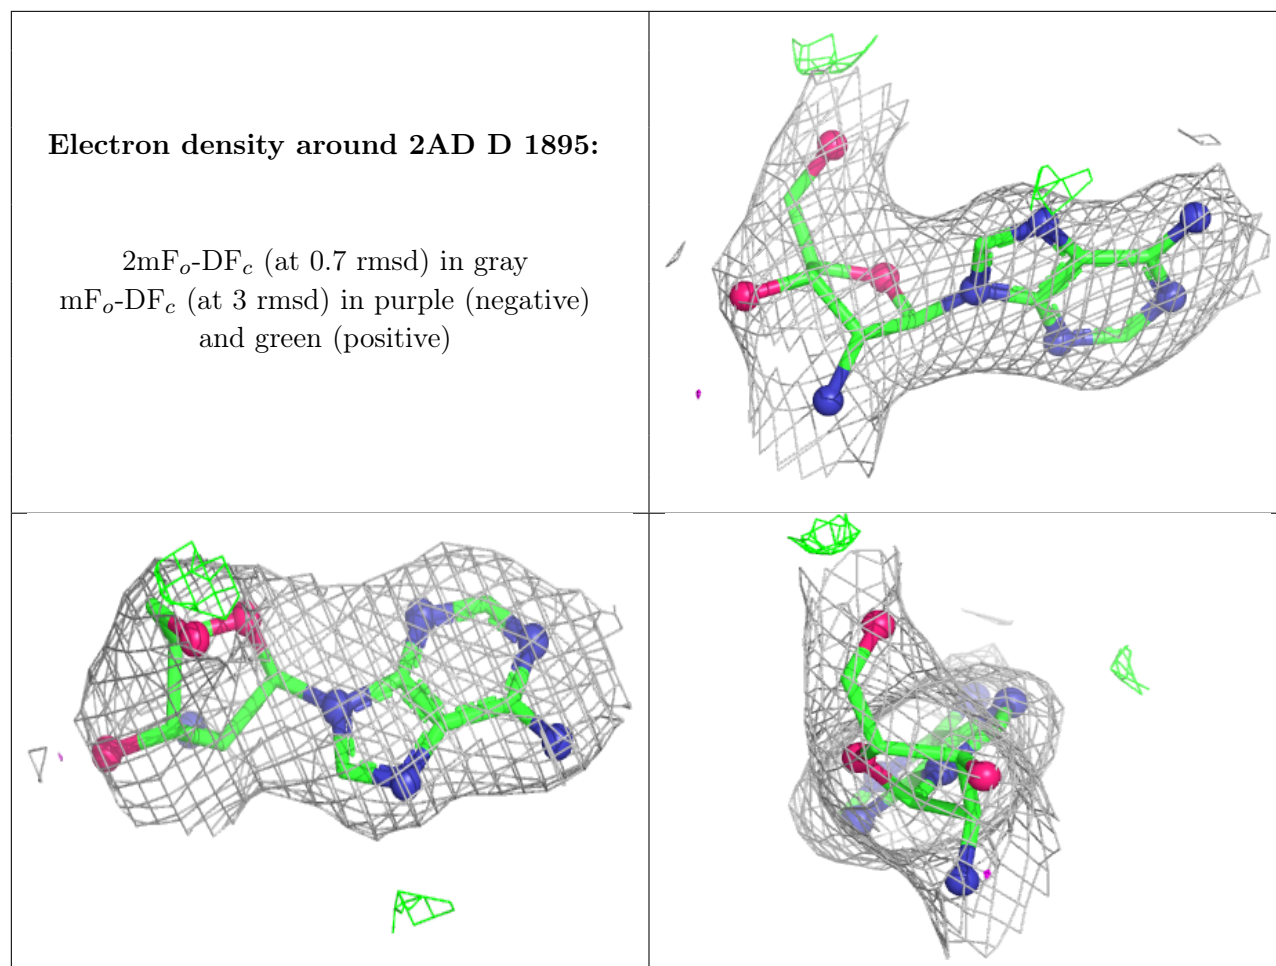 Electron density around 2AD D 1895:
2mFo-DFc (at 0.7 rmsd) in gray
mFo-DFc (at 3 rmsd) in purple (negative)
and green (positive)